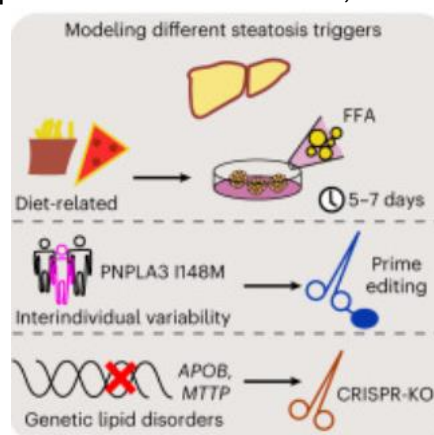 Modeling different steatosis triggers
FFA
Diet-related
5–7 days
PNPLA3 I148M
Prime
editing
Interindividual variability
APOB,
MTTP
CRISPR-KO
Genetic lipid disorders